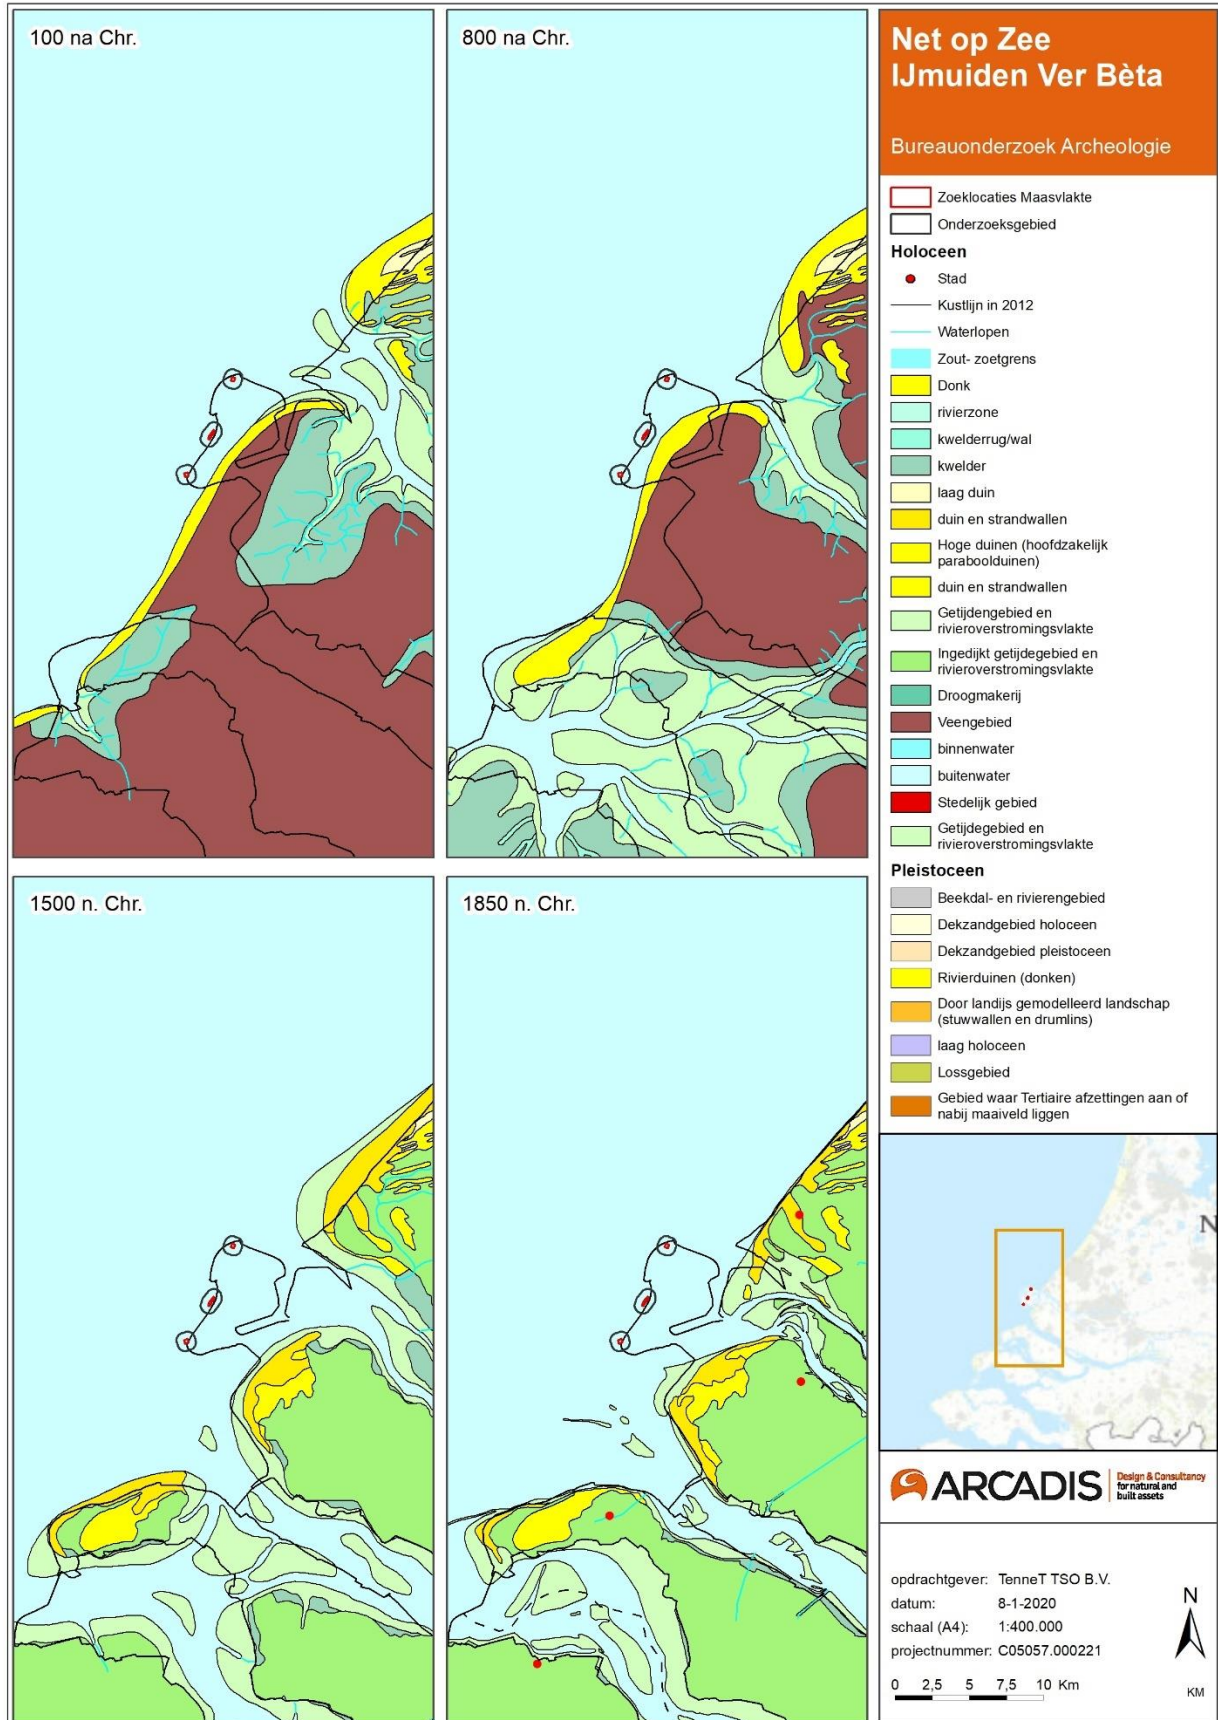 100 na Chr.
800 na Chr.
1500 n. Chr.
1850 n. Chr.
Net op Zee
IJmuiden Ver Bèta
Bureauonderzoek Archeologie
Zoeklocaties Maasvlakte
Onderzoeksgebied
Holoceen
Stad
Kustlijn in 2012
Waterlopen
Zout- zoetgrens
Donk
rivierzone
kwelderrug/wal
kwelder
laag duin
duin en strandwallen
Hoge duinen (hoofdzakelijk
paraboolduinen)
duin en strandwallen
Getijdengebied en
rivieroverstromingsvlakte
Ingedijkt getijdegebied en
rivieroverstromingsvlakte
Droogmakerij
Veengebied
binnenwater
buitenwater
Stedelijk gebied
Getijdegebied en
rivieroverstromingsvlakte
Pleistoceen
Beekdal- en rivierengebied
Dekzandgebied holoceen
Dekzandgebied pleistoceen
Rivierduinen (donken)
Door landijs gemodelleerd landschap
(stuwwallen en drumlins)
laag holoceen
Lossgebied
Gebied waar Tertiaire afzettingen aan of
nabij maaiveld liggen
N
ARCADIS
Design & Consultancy
for natural and
built assets
opdrachtgever: TenneT TSO B.V.
datum: 8-1-2020
schaal (A4): 1:400.000
projectnummer: C05057.000221
N
0 2,5 5 7,5 10 Km
KM